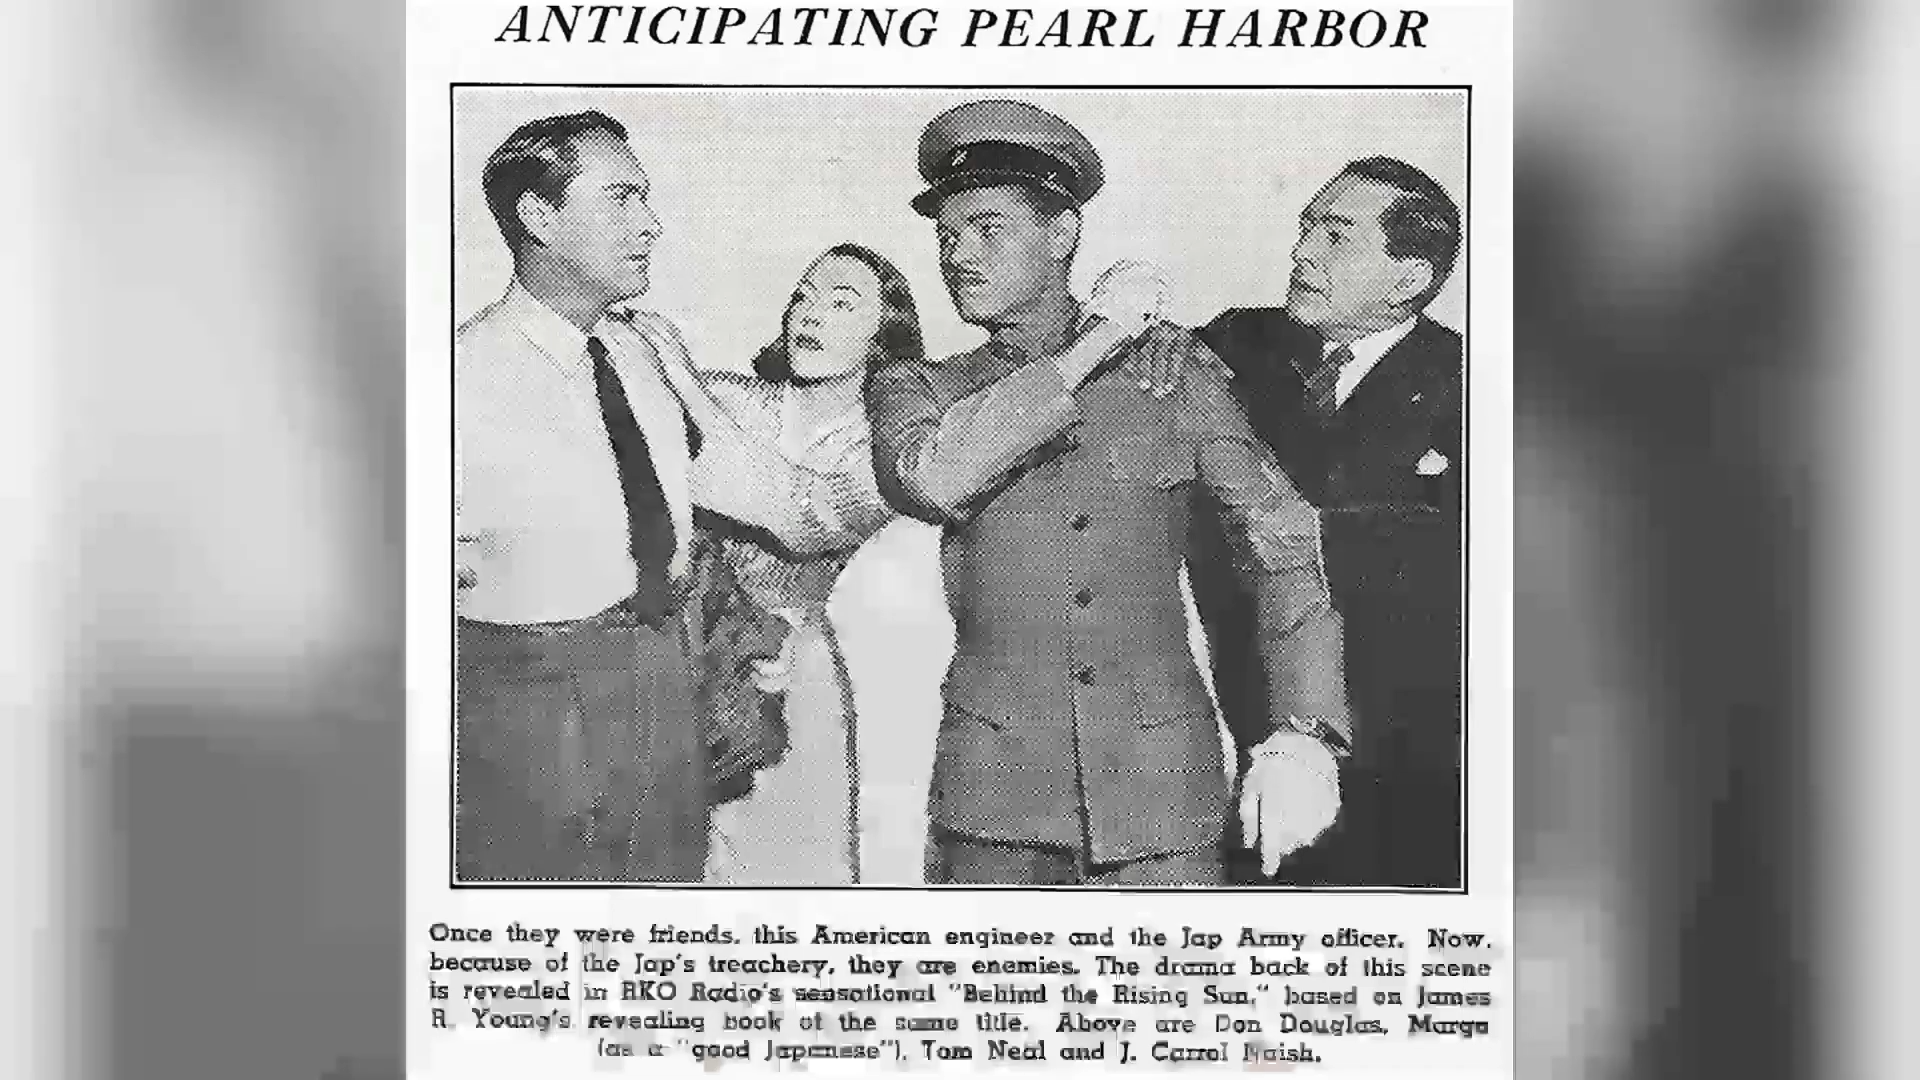 ANTICIPATING PEARL HARBOR
Once they were friends, this American engineer and the Jap Army officer. Now,
because of the Jap's treachery, they are enemies. The drama back of this scene
is revealed in RKO Radio's sensational "Behind the Rising Sun," based on James
R. Young's revealing book of the same title. Above are Don Douglas, Margo
(as a "good Japanese"), Tom Neal and J. Carrol Naish.